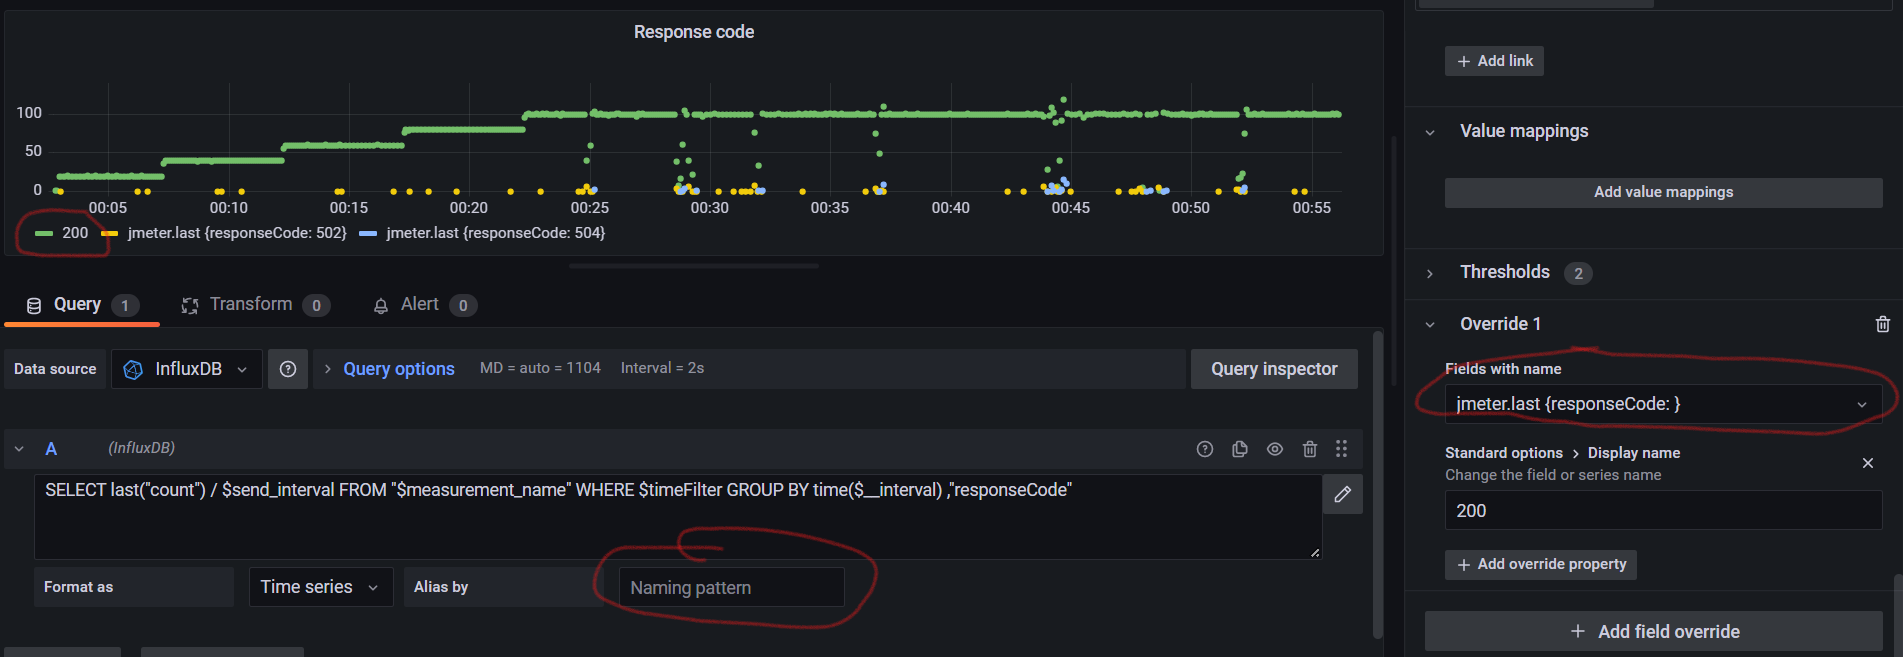 Response code
100
50
0
00:05 00:10 00:15 00:20 00:25 00:30 00:35 00:40 00:45 00:50 00:55
200 jmeter.last {responseCode: 502} jmeter.last {responseCode: 504}
Query 1 Transform 0 Alert 0
Data source InfluxDB Query options MD = auto = 1104 Interval = 2s Query inspector
A (InfluxDB)
SELECT last("count") / $send_interval FROM "$measurement_name" WHERE $timeFilter GROUP BY time($__interval) ,"responseCode"
Format as Time series Alias by Naming pattern
+ Add link
Value mappings
Add value mappings
Thresholds 2
Override 1
Fields with name
jmeter.last {responseCode: }
Standard options > Display name
Change the field or series name
200
+ Add override property
+ Add field override